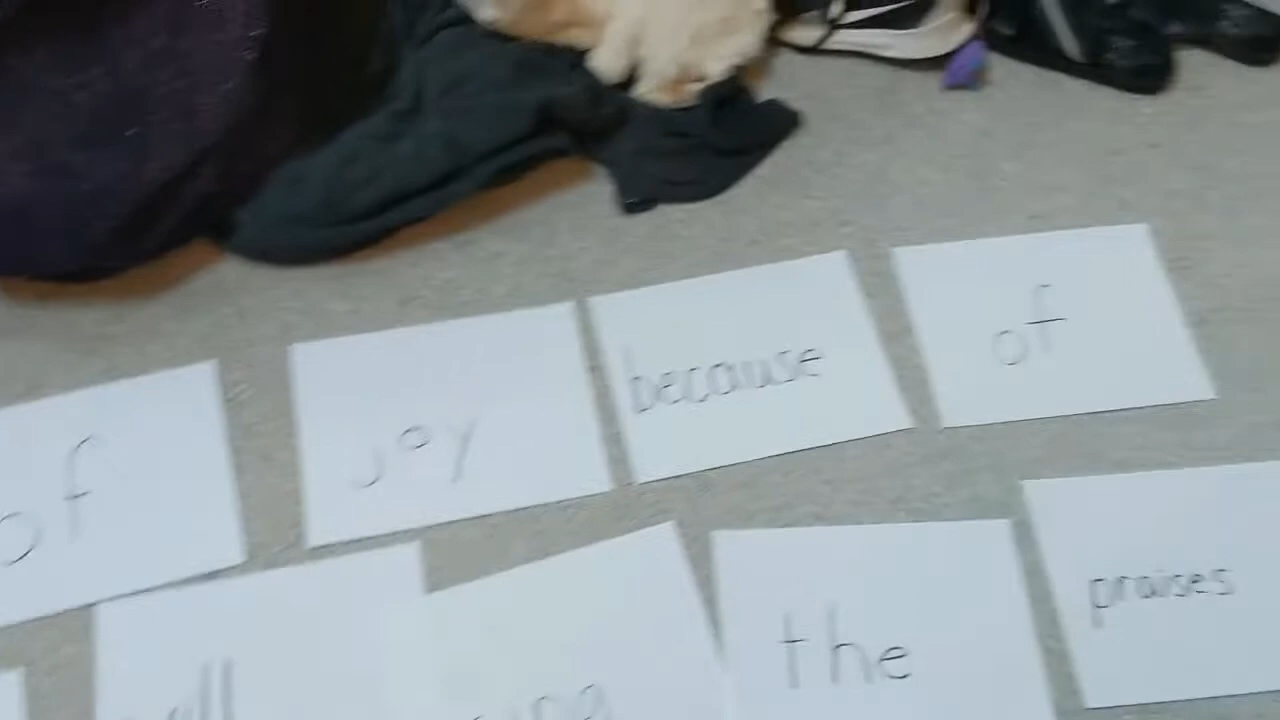 of joy because of
the praises